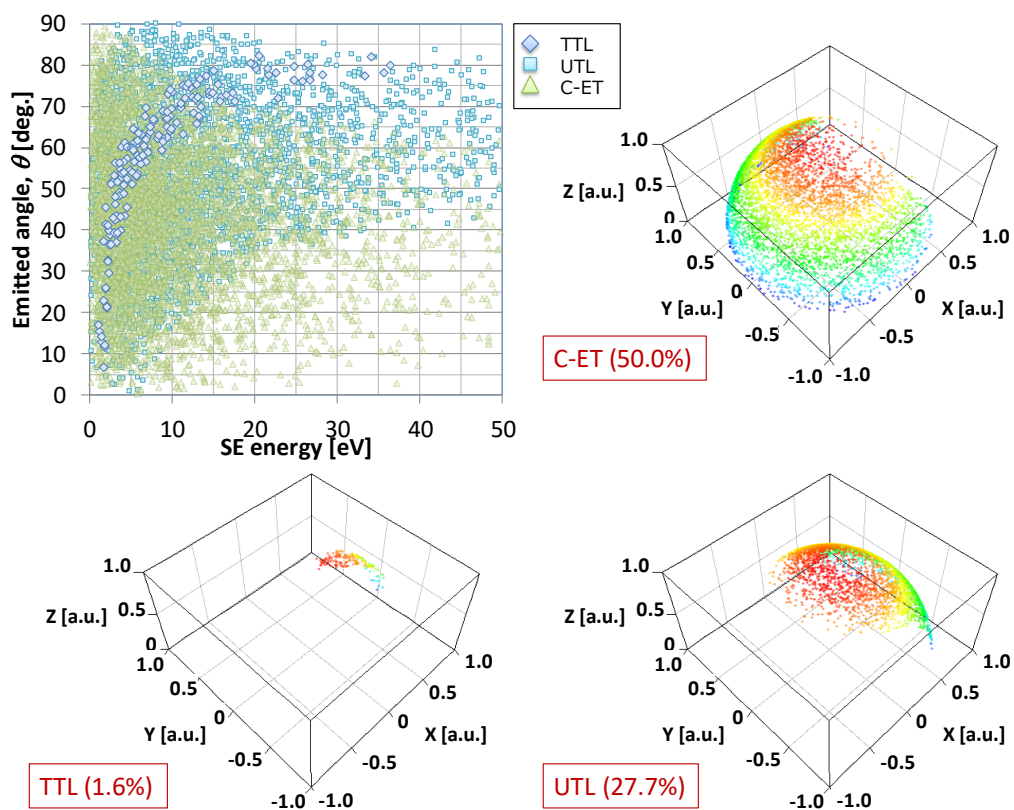 90
80
70
60
50
40
30
20
10
0
Emitted angle, θ [deg.]
0 10 20 30 40 50
SE energy [eV]
TTL
UTL
C-ET
1.0
Z [a.u.]
0.5
0
1.0
0.5
Y [a.u.]
0
-0.5
-1.0
-1.0
-0.5
0
X [a.u.]
0.5
1.0
C-ET (50.0%)
1.0
Z [a.u.]
0.5
0
1.0
0.5
Y [a.u.]
0
-0.5
-1.0
-1.0
-0.5
0
X [a.u.]
0.5
1.0
TTL (1.6%)
1.0
Z [a.u.]
0.5
0
1.0
0.5
Y [a.u.]
0
-0.5
-1.0
-1.0
-0.5
0
X [a.u.]
0.5
1.0
UTL (27.7%)